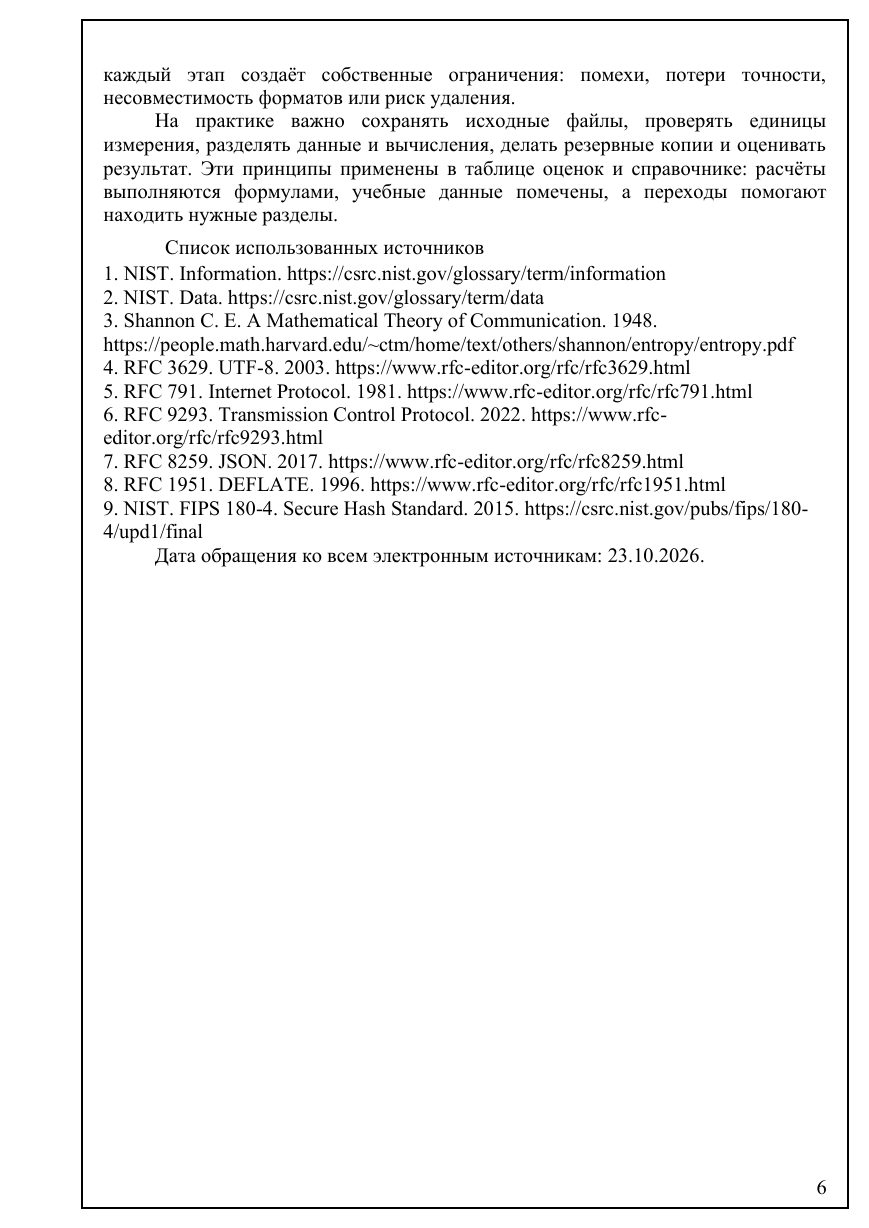 каждый этап создаёт собственные ограничения: помехи, потери точности,
несовместимость форматов или риск удаления.
На практике важно сохранять исходные файлы, проверять единицы
измерения, разделять данные и вычисления, делать резервные копии и оценивать
результат. Эти принципы применены в таблице оценок и справочнике: расчёты
выполняются формулами, учебные данные помечены, а переходы помогают
находить нужные разделы.
Список использованных источников
1. NIST. Information. https://csrc.nist.gov/glossary/term/information
2. NIST. Data. https://csrc.nist.gov/glossary/term/data
3. Shannon C. E. A Mathematical Theory of Communication. 1948.
https://people.math.harvard.edu/~ctm/home/text/others/shannon/entropy/entropy.pdf
4. RFC 3629. UTF-8. 2003. https://www.rfc-editor.org/rfc/rfc3629.html
5. RFC 791. Internet Protocol. 1981. https://www.rfc-editor.org/rfc/rfc791.html
6. RFC 9293. Transmission Control Protocol. 2022. https://www.rfc-
editor.org/rfc/rfc9293.html
7. RFC 8259. JSON. 2017. https://www.rfc-editor.org/rfc/rfc8259.html
8. RFC 1951. DEFLATE. 1996. https://www.rfc-editor.org/rfc/rfc1951.html
9. NIST. FIPS 180-4. Secure Hash Standard. 2015. https://csrc.nist.gov/pubs/fips/180-
4/upd1/final
Дата обращения ко всем электронным источникам: 23.10.2026.
6